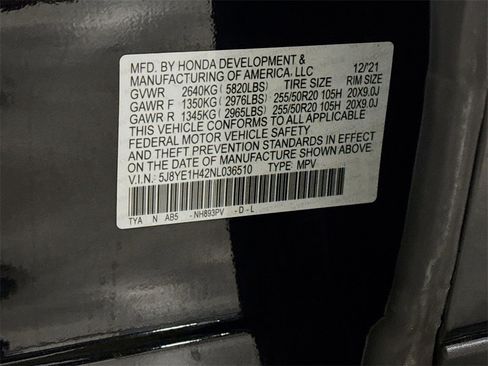 MFD. BY HONDA DEVELOPMENT &
MANUFACTURING OF AMERICA, LLC 12/'21
GVWR 2640KG(5820LBS) TIRE SIZE RIM SIZE
GAWR F 1350KG(2976LBS) 255/50R20 105H 20X9.0J
GAWR R 1345KG(2965LBS) 255/50R20 105H 20X9.0J
THIS VEHICLE CONFORMS TO ALL APPLICABLE
FEDERAL MOTOR VEHICLE SAFETY
AND THEFT PREVENTION STANDARDS IN EFFECT
ON THE DATE OF MANUFACTURE SHOWN ABOVE.
V.I.N.: 5J8YE1H42NL036510 TYPE: MPV
TYA N AB5 -NH893PV -D-L